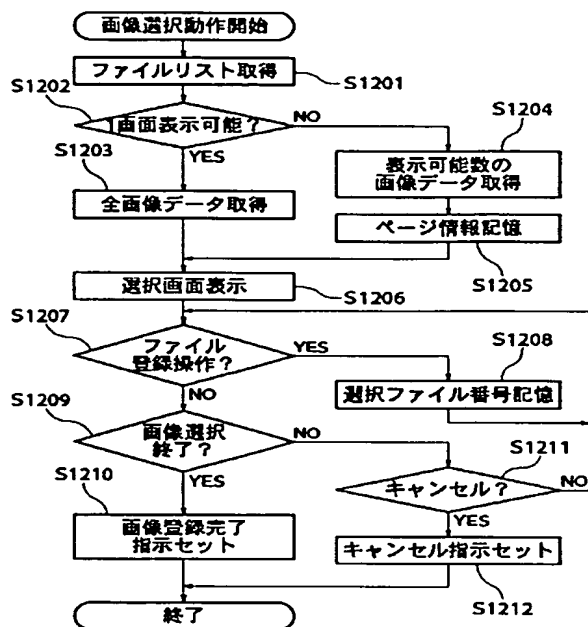 画像選択動作開始
ファイルリスト取得
S1201
S1202
1画面表示可能？
NO
YES
S1203
全画像データ取得
S1204
表示可能数の
画像データ取得
ページ情報記憶
S1205
選択画面表示
S1206
S1207
ファイル
登録操作？
YES
NO
S1208
選択ファイル番号記憶
S1209
画像選択
終了？
NO
YES
S1210
画像登録完了
指示セット
S1211
キャンセル？
NO
YES
キャンセル指示セット
S1212
終了